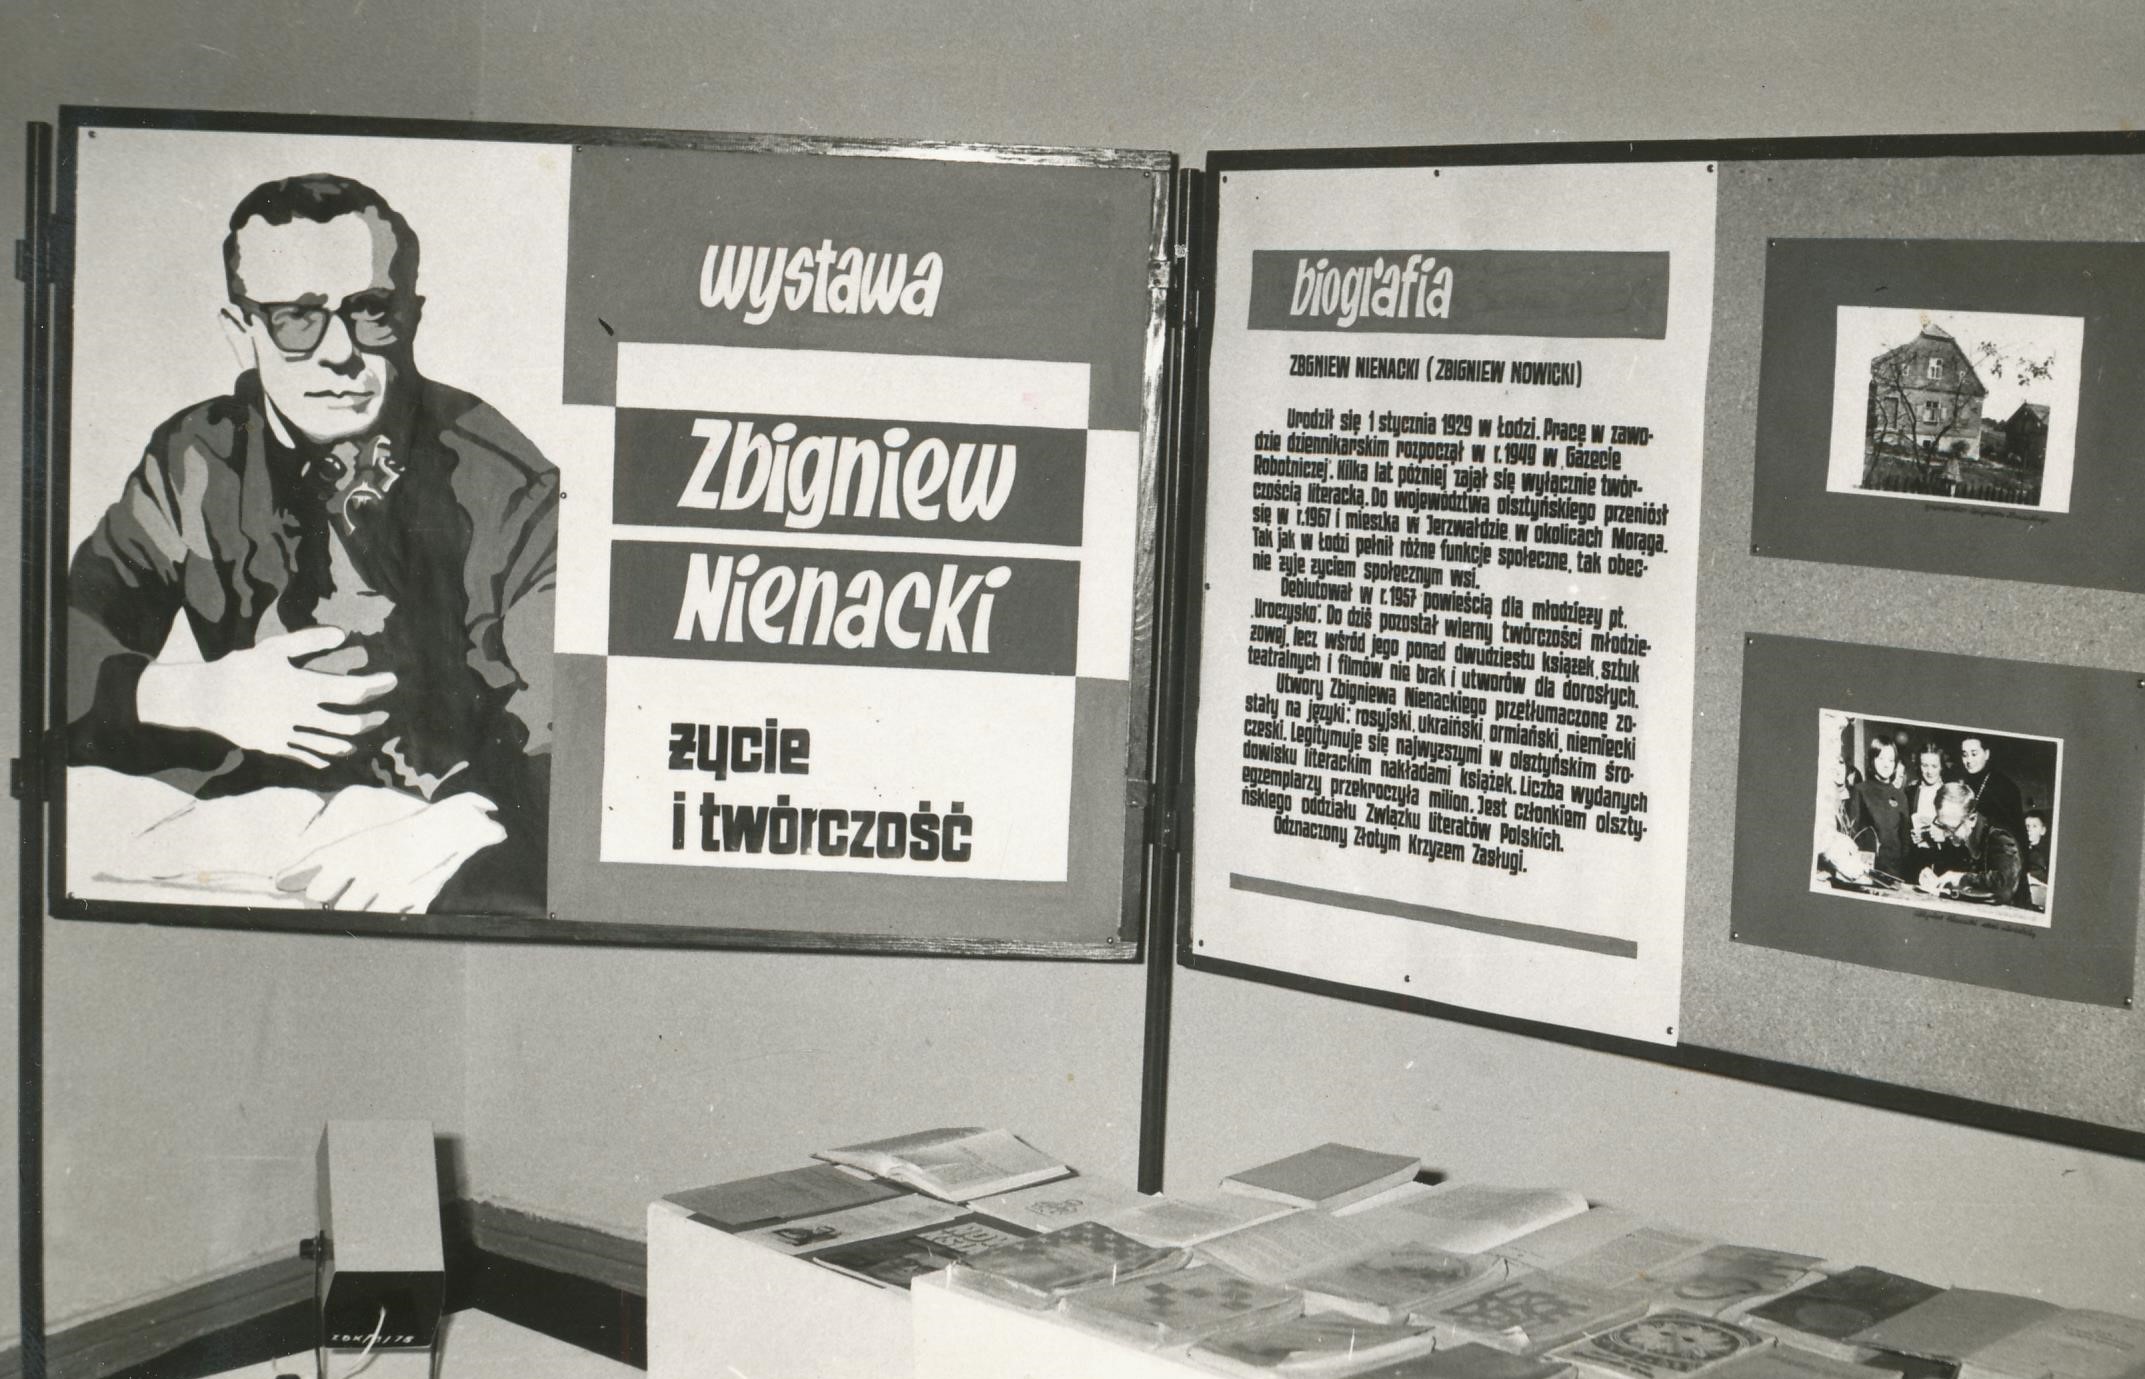 wystawa
Zbigniew
Nienacki
życie
i twórczość
biografia
ZBGNIEW NIENACKI (ZBIGNIEW NOWICKI)
Urodził się 1 stycznia 1929 w Łodzi. Pracę w zawo-
dzie dziennikarskim rozpoczął w r. 1949 w „Gazecie
Robotniczej". Kilka lat później zajął się wyłącznie twór-
czością literacką. Do województwa olsztyńskiego przeniósł
się w r. 1967 i mieszka w Jerzwałdzie w okolicach Morąga.
Tak jak w Łodzi pełnił różne funkcje społeczne, tak obec-
nie żyje życiem społecznym wsi.
Debiutował w r. 1957 powieścią dla młodzieży pt.
„Uroczysko". Do dziś pozostał wierny twórczości młodzie-
żowej, lecz wśród jego ponad dwudziestu książek, sztuk
teatralnych i filmów nie brak i utworów dla dorosłych.
Utwory Zbigniewa Nienackiego przetłumaczone zo-
stały na języki: rosyjski, ukraiński, ormiański, niemiecki
czeski. Legitymuje się najwyższymi w olsztyńskim śro-
dowisku literackim nakładami książek. Liczba wydanych
egzemplarzy przekroczyła milion. Jest członkiem olszty-
ńskiego oddziału Związku literatów Polskich.
Odznaczony Złotym Krzyżem Zasługi.